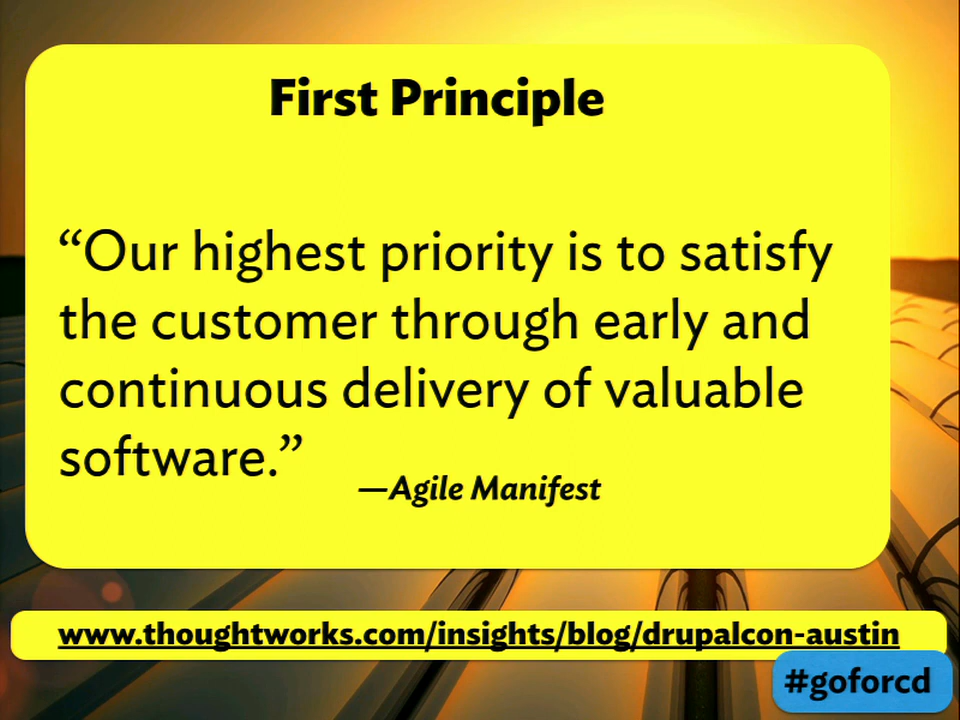 First Principle
“Our highest priority is to satisfy
the customer through early and
continuous delivery of valuable
software.”
—Agile Manifest
www.thoughtworks.com/insights/blog/drupalcon-austin
#goforcd